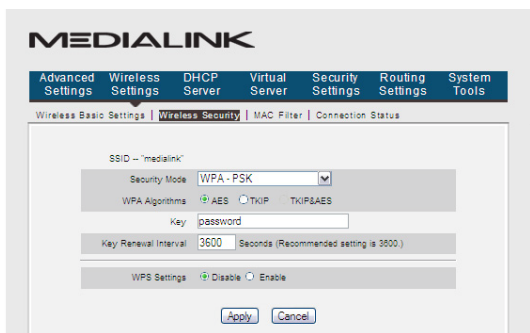 MEDIALINK
Advanced Settings Wireless Settings DHCP Server Virtual Server Security Settings Routing Settings System Tools
Wireless Basic Settings | Wireless Security | MAC Filter | Connection Status
SSID -- "medialink"
Security Mode WPA - PSK
WPA Algorithms AES TKIP TKIP&AES
Key password
Key Renewal Interval 3600 Seconds (Recommended setting is 3600.)
WPS Settings Disable Enable
Apply Cancel